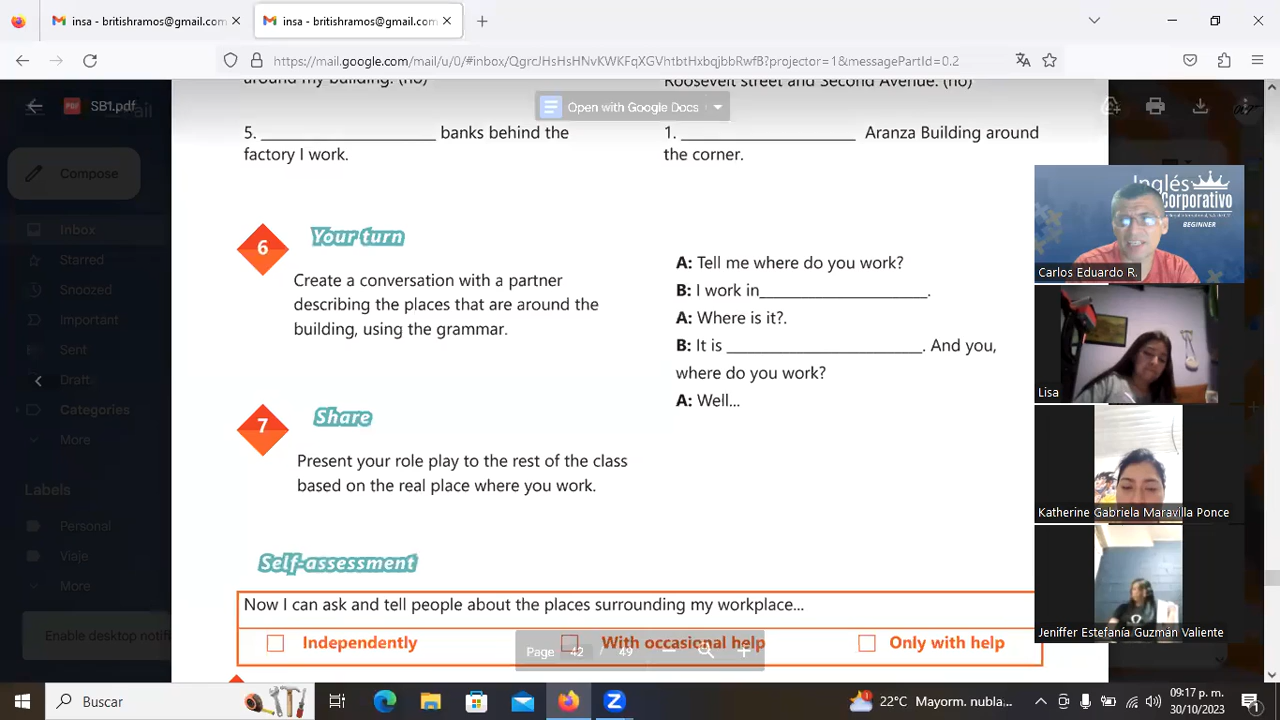 insa - britishramos@gmail.com
insa - britishramos@gmail.com
https://mail.google.com/mail/u/0/#inbox/QgrcJHsHNvKWKFqXGVhtbtHxbqjbbRwfB?projector=1&messagePartId=0.2
around my building. (no)
Roosevelt street and Second Avenue. (no)
SB1.pdf
Open with Google Docs
Compose
Inbox
Starred
Snoozed
Important
Sent
Categories
More
Labels
Personal
Viaje
More
Enable desktop notif
5. ____________________ banks behind the
factory I work.
1. ____________________ Aranza Building around
the corner.
6
Your turn
Create a conversation with a partner
describing the places that are around the
building, using the grammar.
A: Tell me where do you work?
B: I work in____________________.
A: Where is it?.
B: It is _______________________. And you,
where do you work?
A: Well...
7
Share
Present your role play to the rest of the class
based on the real place where you work.
Self-assessment
Now I can ask and tell people about the places surrounding my workplace...
Independently
With occasional help
Only with help
Page 42 / 49
Inglés
Corporativo
BEGINNER
Carlos Eduardo R.
Lisa
Katherine Gabriela Maravilla Ponce
Jeniffer Estefanía Guzmán Valiente
Buscar
22°C Mayorm. nubla...
09:17 p. m.
30/10/2023